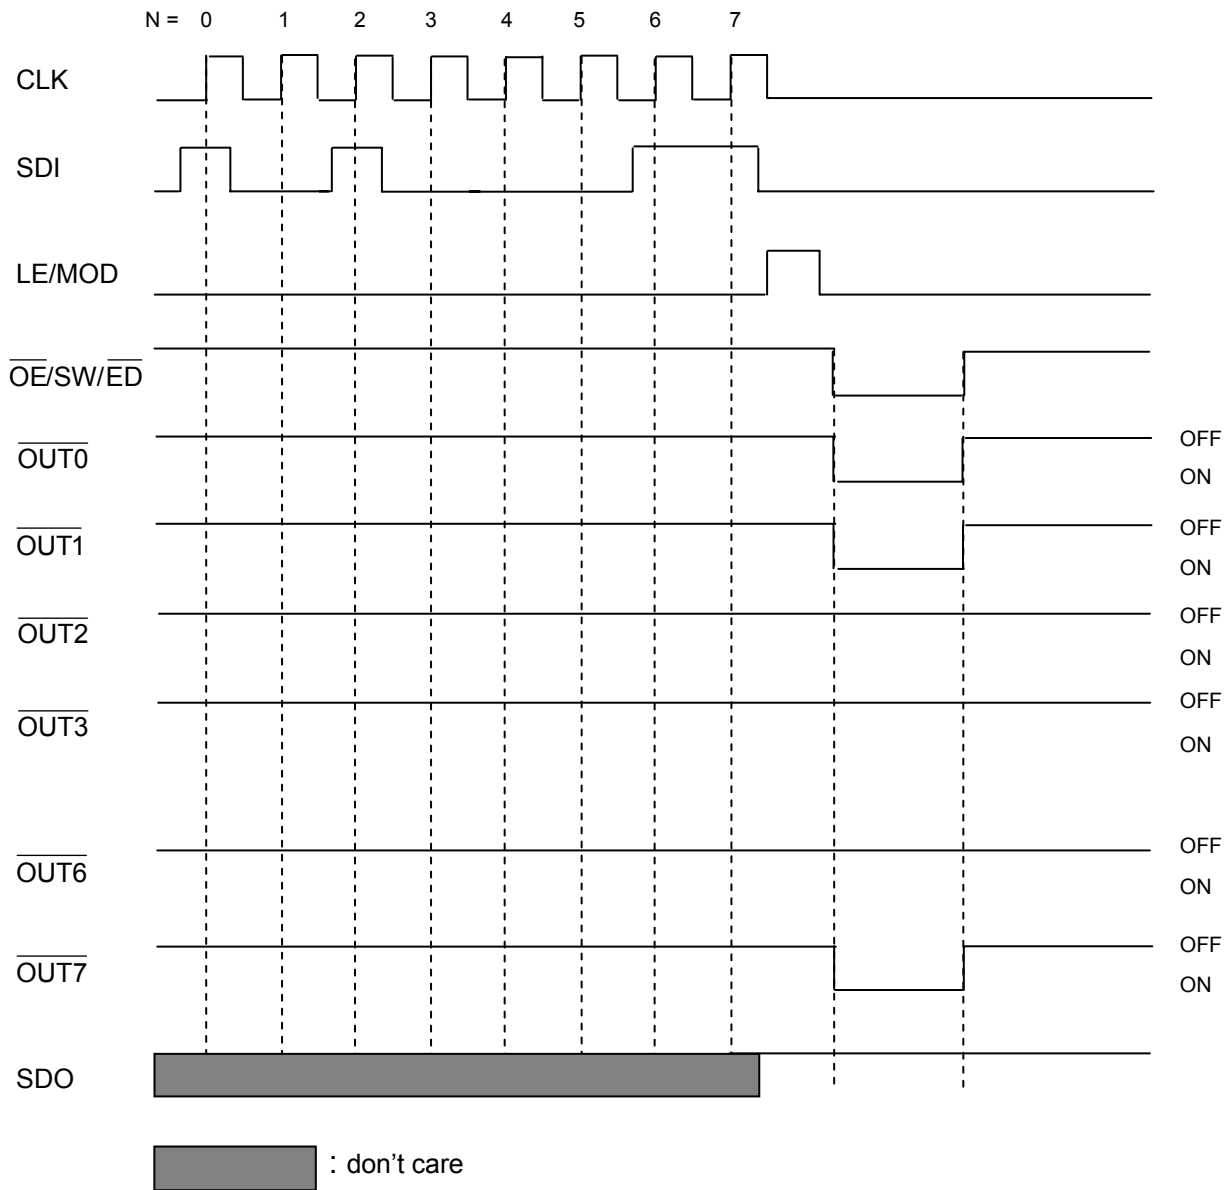 N = 0 1 2 3 4 5 6 7
CLK
SDI
LE/MOD
OE/SW/ED
OUT0
OFF
ON
OUT1
OFF
ON
OUT2
OFF
ON
OUT3
OFF
ON
OUT6
OFF
ON
OUT7
OFF
ON
SDO
: don't care